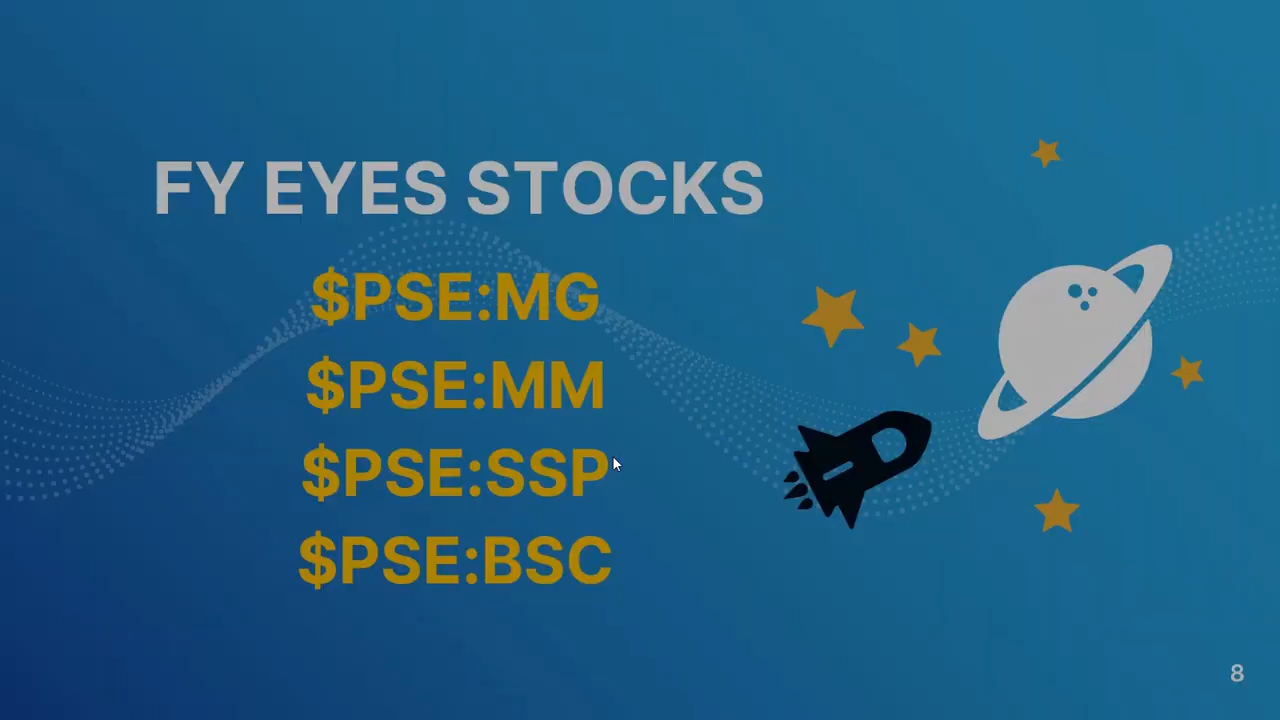 FY EYES STOCKS
$PSE:MG
$PSE:MM
$PSE:SSP
$PSE:BSC
8